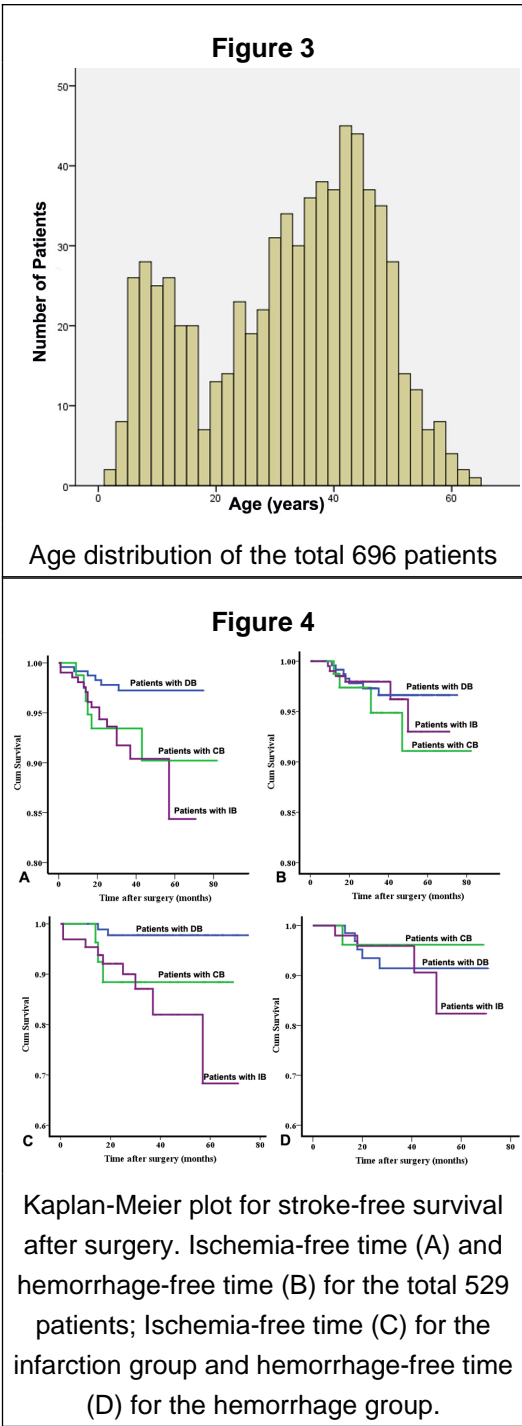 Figure 3
Number of Patients
50
40
30
20
10
0
0 20 40 60
Age (years)
Age distribution of the total 696 patients
Figure 4
1.00
0.95
0.90
0.85
0.80
Cum Survival
Patients with DB
Patients with CB
Patients with IB
0 20 40 60 80
A
Time after surgery (months)
1.00
0.95
0.90
0.85
0.80
Cum Survival
Patients with DB
Patients with IB
Patients with CB
0 20 40 60 80
B
Time after surgery (months)
1.0
0.9
0.8
0.7
0.6
Cum Survival
Patients with DB
Patients with CB
Patients with IB
0 20 40 60 80
C
Time after surgery (months)
1.0
0.9
0.8
0.7
0.6
Cum Survival
Patients with CB
Patients with DB
Patients with IB
0 20 40 60 80
D
Time after surgery (months)
Kaplan-Meier plot for stroke-free survival
after surgery. Ischemia-free time (A) and
hemorrhage-free time (B) for the total 529
patients; Ischemia-free time (C) for the
infarction group and hemorrhage-free time
(D) for the hemorrhage group.